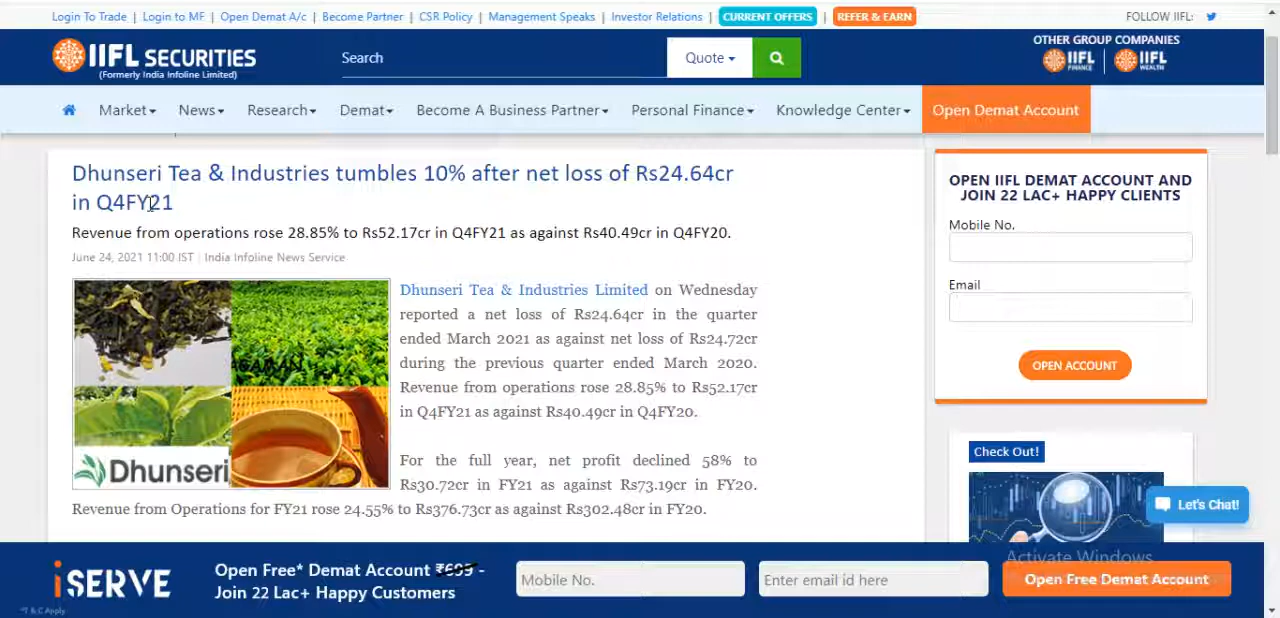 Login To Trade | Login to MF | Open Demat A/c | Become Partner | CSR Policy | Management Speaks | Investor Relations | CURRENT OFFERS | REFER & EARN FOLLOW IIFL:
IIFL SECURITIES
(Formerly India Infoline Limited)
Search
Quote
OTHER GROUP COMPANIES
IIFL FINANCE | IIFL WEALTH
Market News Research Demat Become A Business Partner Personal Finance Knowledge Center Open Demat Account
Dhunseri Tea & Industries tumbles 10% after net loss of Rs24.64cr
in Q4FY21
Revenue from operations rose 28.85% to Rs52.17cr in Q4FY21 as against Rs40.49cr in Q4FY20.
June 24, 2021 11:00 IST | India Infoline News Service
Dhunseri
Dhunseri Tea & Industries Limited on Wednesday
reported a net loss of Rs24.64cr in the quarter
ended March 2021 as against net loss of Rs24.72cr
during the previous quarter ended March 2020.
Revenue from operations rose 28.85% to Rs52.17cr
in Q4FY21 as against Rs40.49cr in Q4FY20.
For the full year, net profit declined 58% to
Rs30.72cr in FY21 as against Rs73.19cr in FY20.
Revenue from Operations for FY21 rose 24.55% to Rs376.73cr as against Rs302.48cr in FY20.
OPEN IIFL DEMAT ACCOUNT AND
JOIN 22 LAC+ HAPPY CLIENTS
Mobile No.
Email
OPEN ACCOUNT
Check Out!
Let's Chat!
Activate Windows
iSERVE
*T & C Apply
Open Free* Demat Account ₹699 -
Join 22 Lac+ Happy Customers
Mobile No.
Enter email id here
Open Free Demat Account